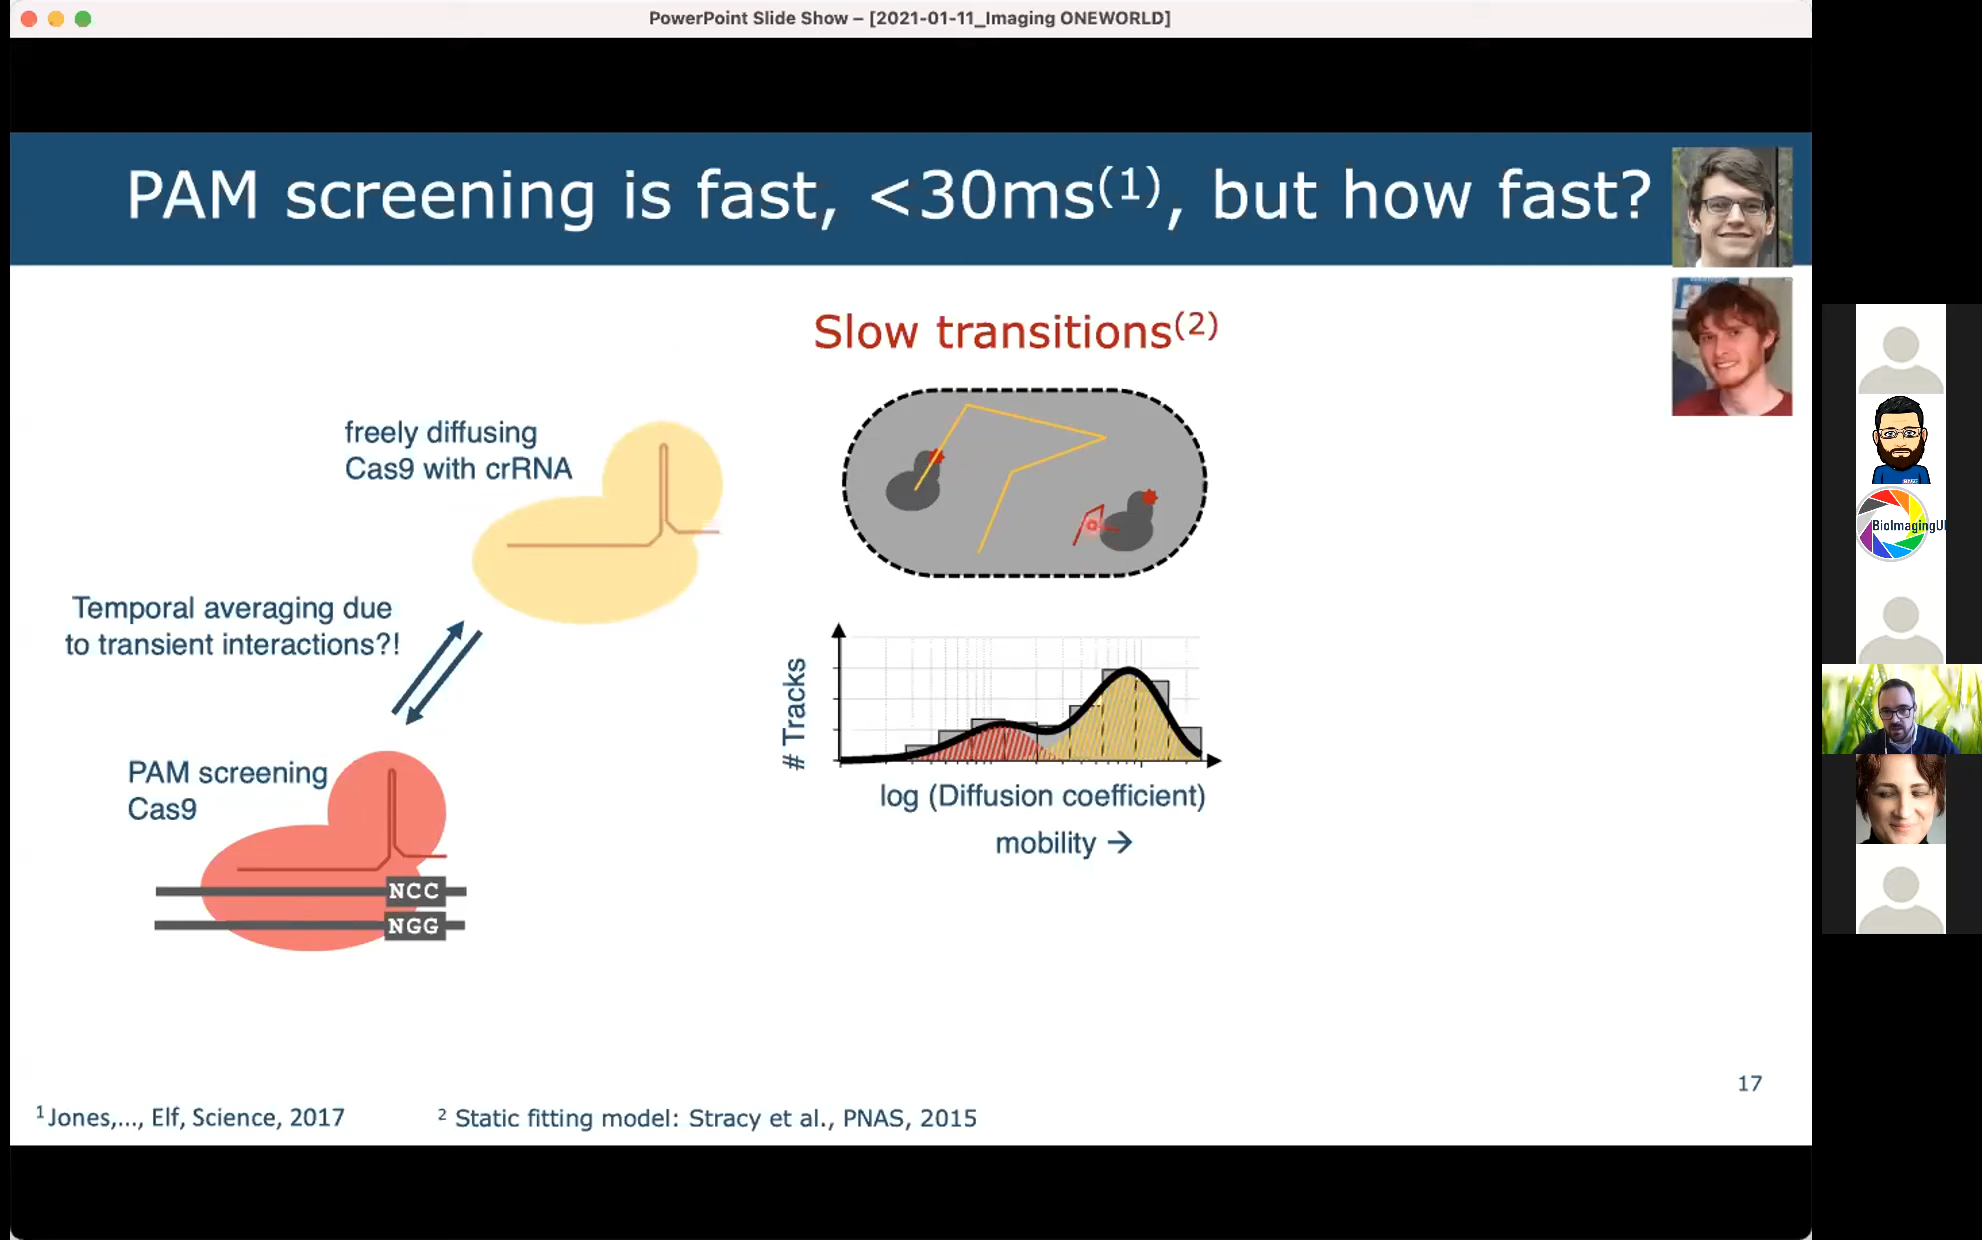 PowerPoint Slide Show – [2021-01-11_Imaging ONEWORLD]
PAM screening is fast, <30ms(1), but how fast?
Slow transitions(2)
freely diffusing
Cas9 with crRNA
Temporal averaging due
to transient interactions?!
PAM screening
Cas9
NCC
NGG
# Tracks
log (Diffusion coefficient)
mobility →
17
1 Jones,..., Elf, Science, 2017
2 Static fitting model: Stracy et al., PNAS, 2015